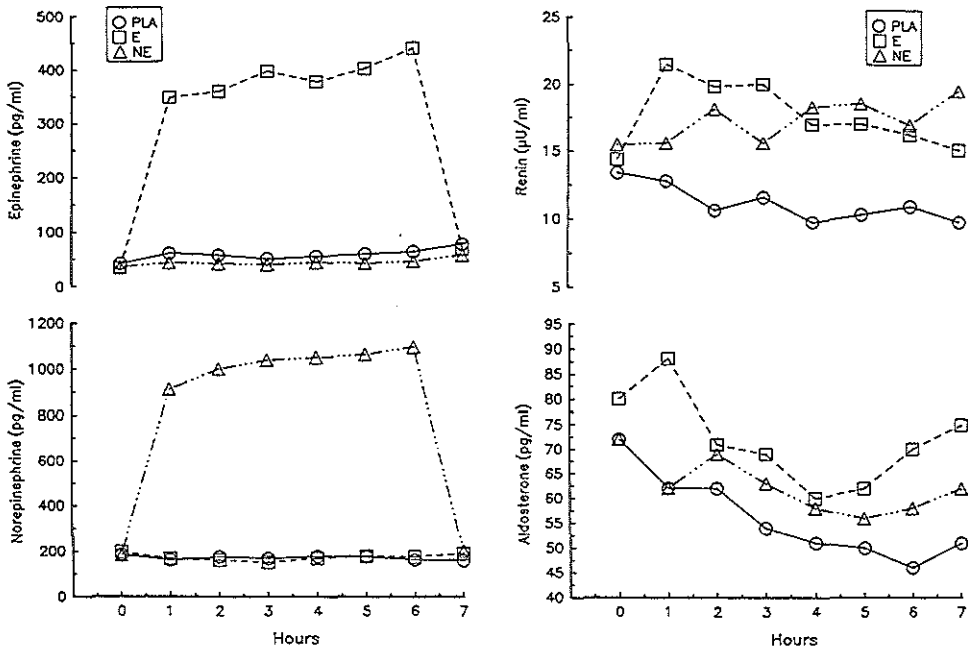 PLA
E
NE
500
400
300
200
100
50
0
Epinephrine (pg/ml)
PLA
E
NE
25
20
15
10
5
Renin (µU/ml)
1200
1000
800
600
400
200
0
Norepinephrine (pg/ml)
0 1 2 3 4 5 6 7
Hours
90
85
80
75
70
65
60
55
50
45
40
Aldosterone (pg/ml)
0 1 2 3 4 5 6 7
Hours